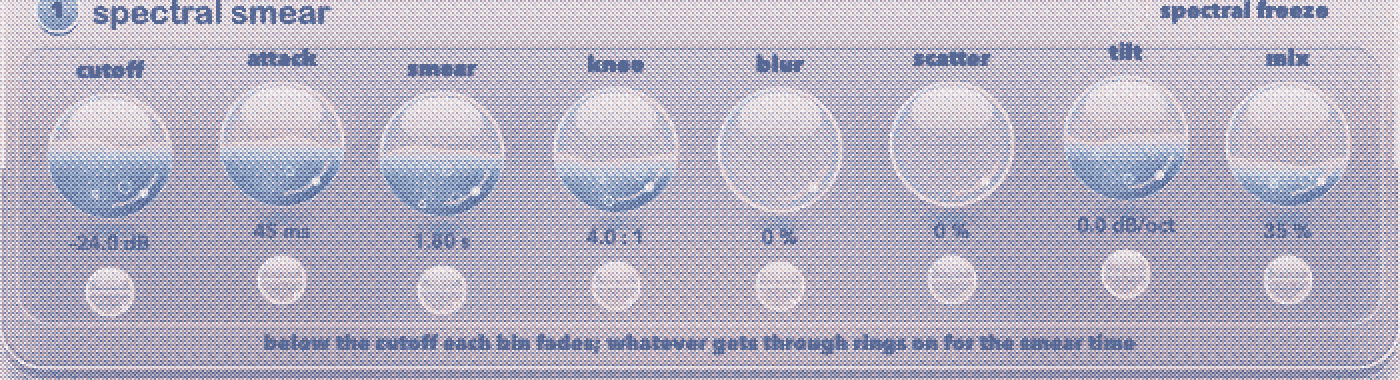 1 spectral smear
spectral freeze
cutoff attack smear knee blur scatter tilt mix
-24.0 dB 45 ms 1.80 s 4.0 : 1 0 % 0 % 0.0 dB/oct 35 %
below the cutoff each bin fades; whatever gets through rings on for the smear time